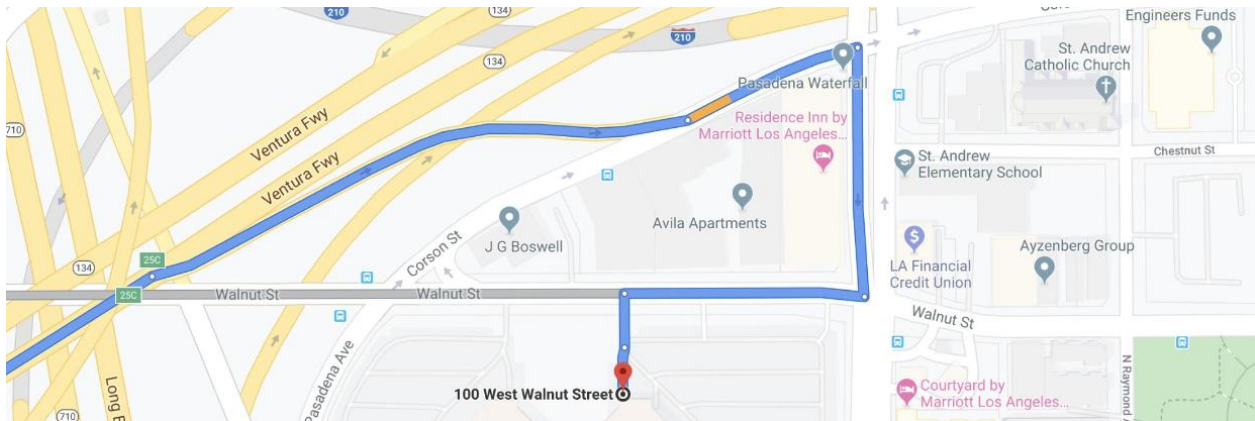 210
134
710
Ventura Fwy
134
210
Pasadena Waterfall
Engineers Funds
St. Andrew
Catholic Church
Residence Inn by
Marriott Los Angeles...
Ventura Fwy
Chestnut St
St. Andrew
Elementary School
Avila Apartments
J G Boswell
Corson St
25C
134
25C
Walnut St
Walnut St
LA Financial
Credit Union
Ayzenberg Group
Walnut St
Pasadena Ave
100 West Walnut Street
Courtyard by
Marriott Los Angeles...
N Raymond A
Long B
710